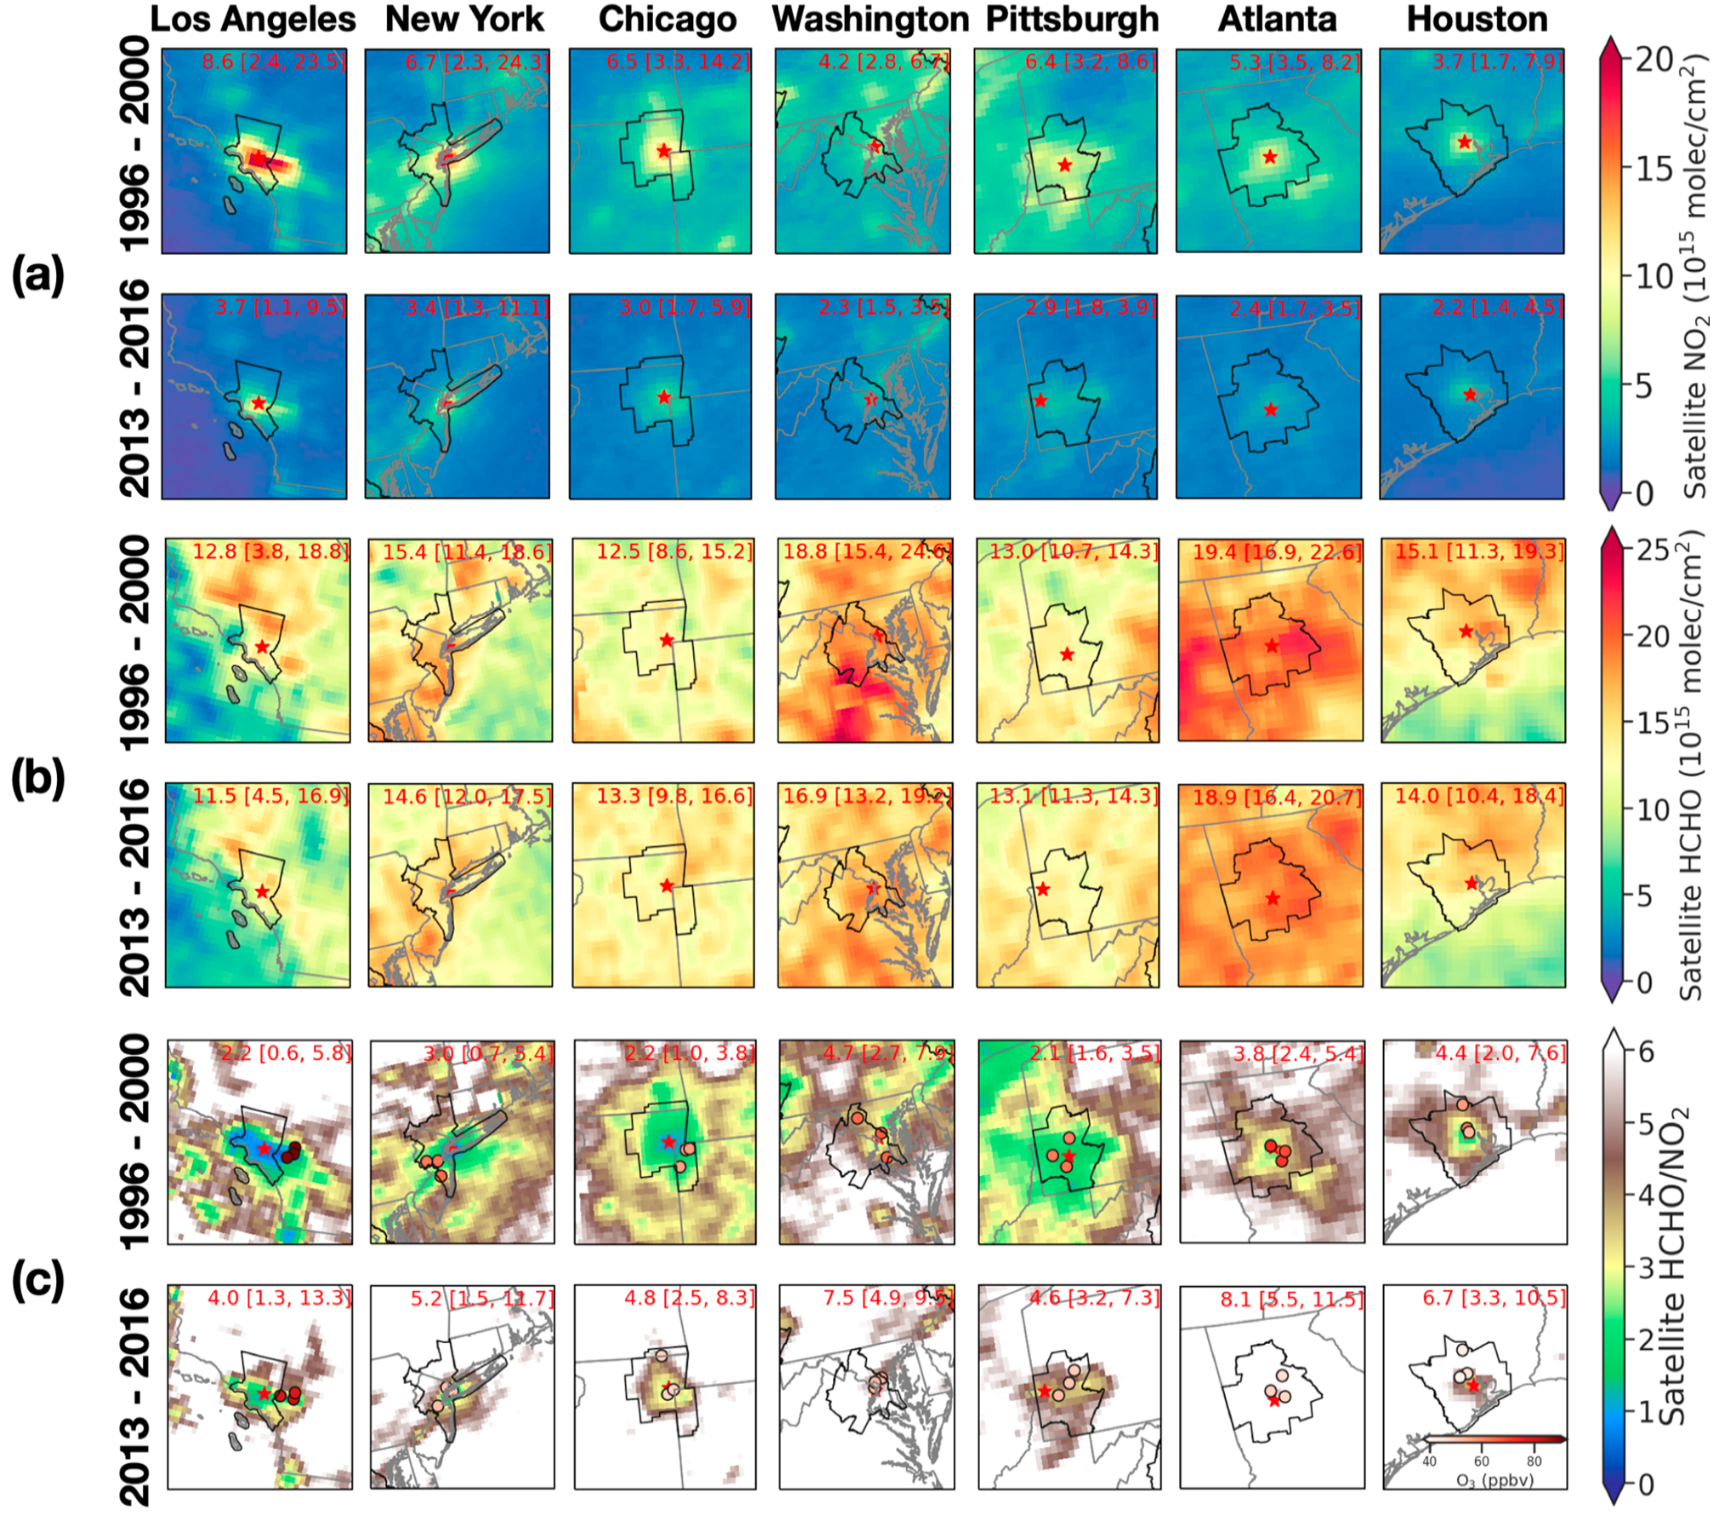 Los Angeles New York Chicago Washington Pittsburgh Atlanta Houston
(a)
1996 - 2000
8.6 [2.4, 23.5] 6.7 [2.3, 24.3] 6.5 [3.3, 14.2] 4.2 [2.8, 6.7] 6.4 [3.2, 8.6] 5.3 [3.5, 8.2] 3.7 [1.7, 7.9]
2013 - 2016
3.7 [1.1, 9.5] 3.4 [1.3, 11.1] 3.0 [1.7, 5.9] 2.3 [1.5, 3.5] 2.9 [1.8, 3.9] 2.4 [1.7, 3.5] 2.2 [1.4, 4.5]
20
15
10
5
0
Satellite NO2 (10^15 molec/cm^2)
(b)
1996 - 2000
12.8 [3.8, 18.8] 15.4 [11.4, 18.6] 12.5 [8.6, 15.2] 18.8 [15.4, 24.6] 13.0 [10.7, 14.3] 19.4 [16.9, 22.6] 15.1 [11.3, 19.3]
2013 - 2016
11.5 [4.5, 16.9] 14.6 [12.0, 17.5] 13.3 [9.8, 16.6] 16.9 [13.2, 19.2] 13.1 [11.3, 14.3] 18.9 [16.4, 20.7] 14.0 [10.4, 18.4]
25
20
15
10
5
0
Satellite HCHO (10^15 molec/cm^2)
(c)
1996 - 2000
2.2 [0.6, 5.8] 3.0 [0.7, 5.4] 2.2 [1.0, 3.8] 4.7 [2.7, 7.9] 2.1 [1.6, 3.5] 3.8 [2.4, 5.4] 4.4 [2.0, 7.6]
2013 - 2016
4.0 [1.3, 13.3] 5.2 [1.5, 11.7] 4.8 [2.5, 8.3] 7.5 [4.9, 9.5] 4.6 [3.2, 7.3] 8.1 [5.5, 11.5] 6.7 [3.3, 10.5]
40 60 80
O3 (ppbv)
6
5
4
3
2
1
0
Satellite HCHO/NO2